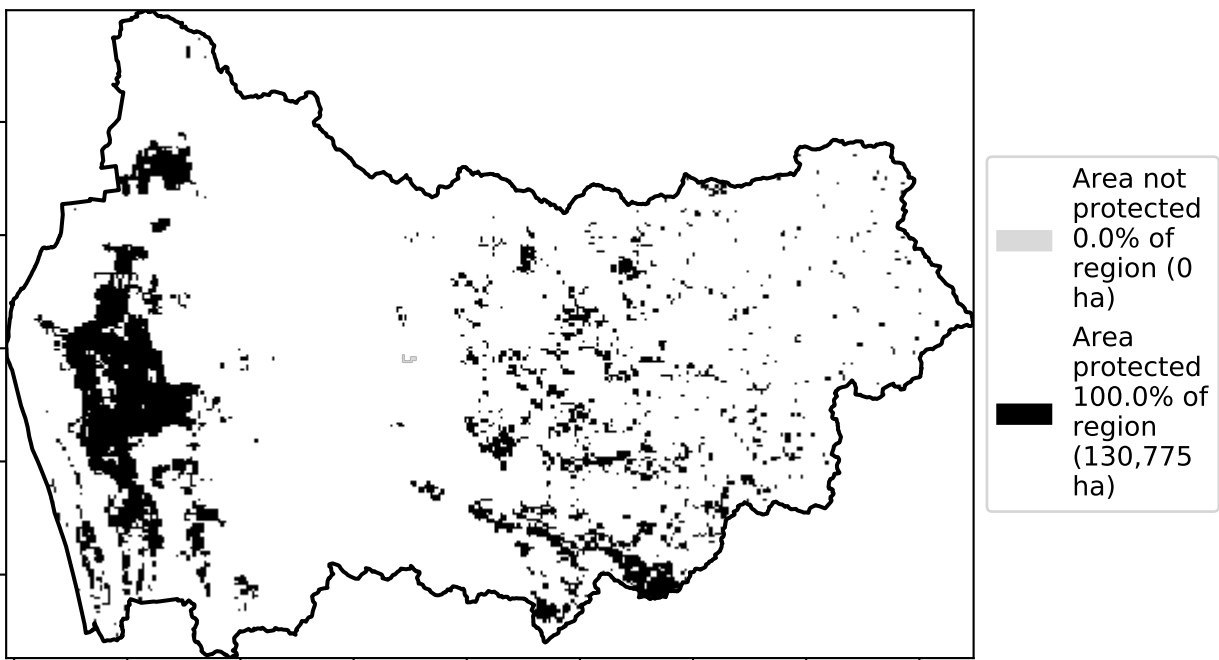 Area not
protected
0.0% of
region (0
ha)
Area
protected
100.0% of
region
(130,775
ha)